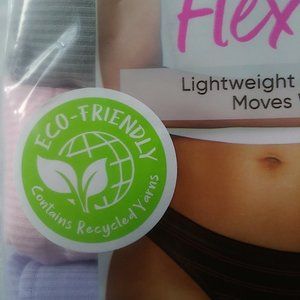 Flex
Lightweight
Moves
ECO-FRIENDLY
Contains Recycled Yarns